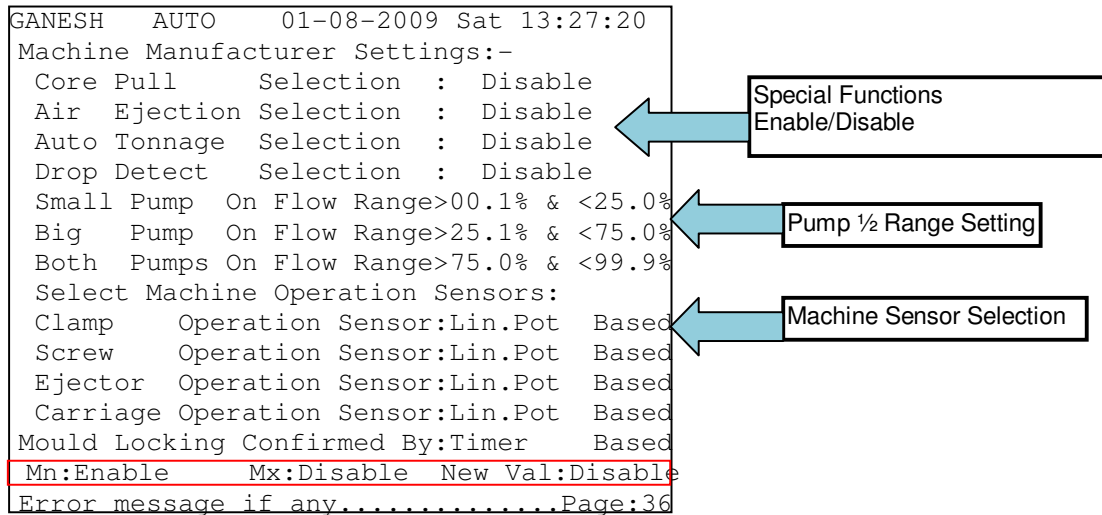 GANESH AUTO 01-08-2009 Sat 13:27:20
Machine Manufacturer Settings:-
Core Pull Selection : Disable
Air Ejection Selection : Disable
Auto Tonnage Selection : Disable
Drop Detect Selection : Disable
Small Pump On Flow Range>00.1% & <25.0%
Big Pump On Flow Range>25.1% & <75.0%
Both Pumps On Flow Range>75.0% & <99.9%
Select Machine Operation Sensors:
Clamp Operation Sensor:Lin.Pot Based
Screw Operation Sensor:Lin.Pot Based
Ejector Operation Sensor:Lin.Pot Based
Carriage Operation Sensor:Lin.Pot Based
Mould Locking Confirmed By:Timer Based
Mn:Enable Mx:Disable New Val:Disable
Error message if any..............Page:36
Special Functions
Enable/Disable
Pump ½ Range Setting
Machine Sensor Selection